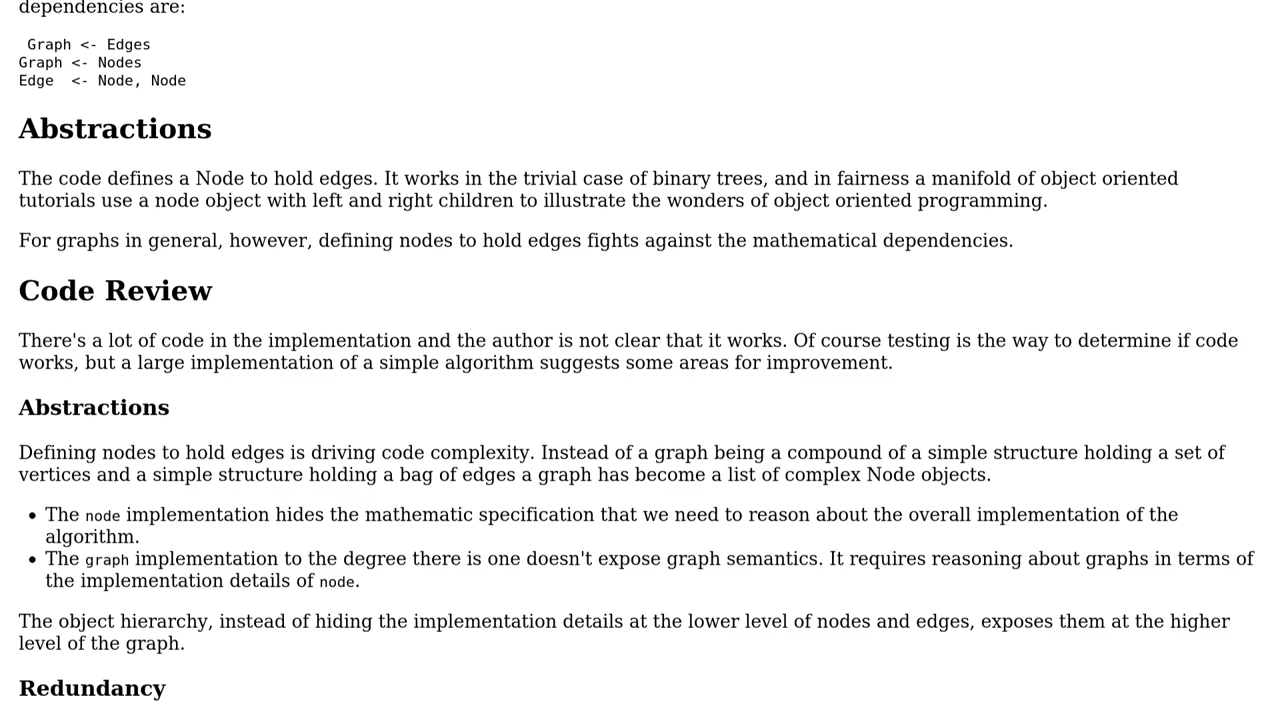 dependencies are:
Graph <- Edges
Graph <- Nodes
Edge  <- Node, Node
Abstractions
The code defines a Node to hold edges. It works in the trivial case of binary trees, and in fairness a manifold of object oriented
tutorials use a node object with left and right children to illustrate the wonders of object oriented programming.
For graphs in general, however, defining nodes to hold edges fights against the mathematical dependencies.
Code Review
There's a lot of code in the implementation and the author is not clear that it works. Of course testing is the way to determine if code
works, but a large implementation of a simple algorithm suggests some areas for improvement.
Abstractions
Defining nodes to hold edges is driving code complexity. Instead of a graph being a compound of a simple structure holding a set of
vertices and a simple structure holding a bag of edges a graph has become a list of complex Node objects.
• The node implementation hides the mathematic specification that we need to reason about the overall implementation of the
algorithm.
• The graph implementation to the degree there is one doesn't expose graph semantics. It requires reasoning about graphs in terms of
the implementation details of node.
The object hierarchy, instead of hiding the implementation details at the lower level of nodes and edges, exposes them at the higher
level of the graph.
Redundancy